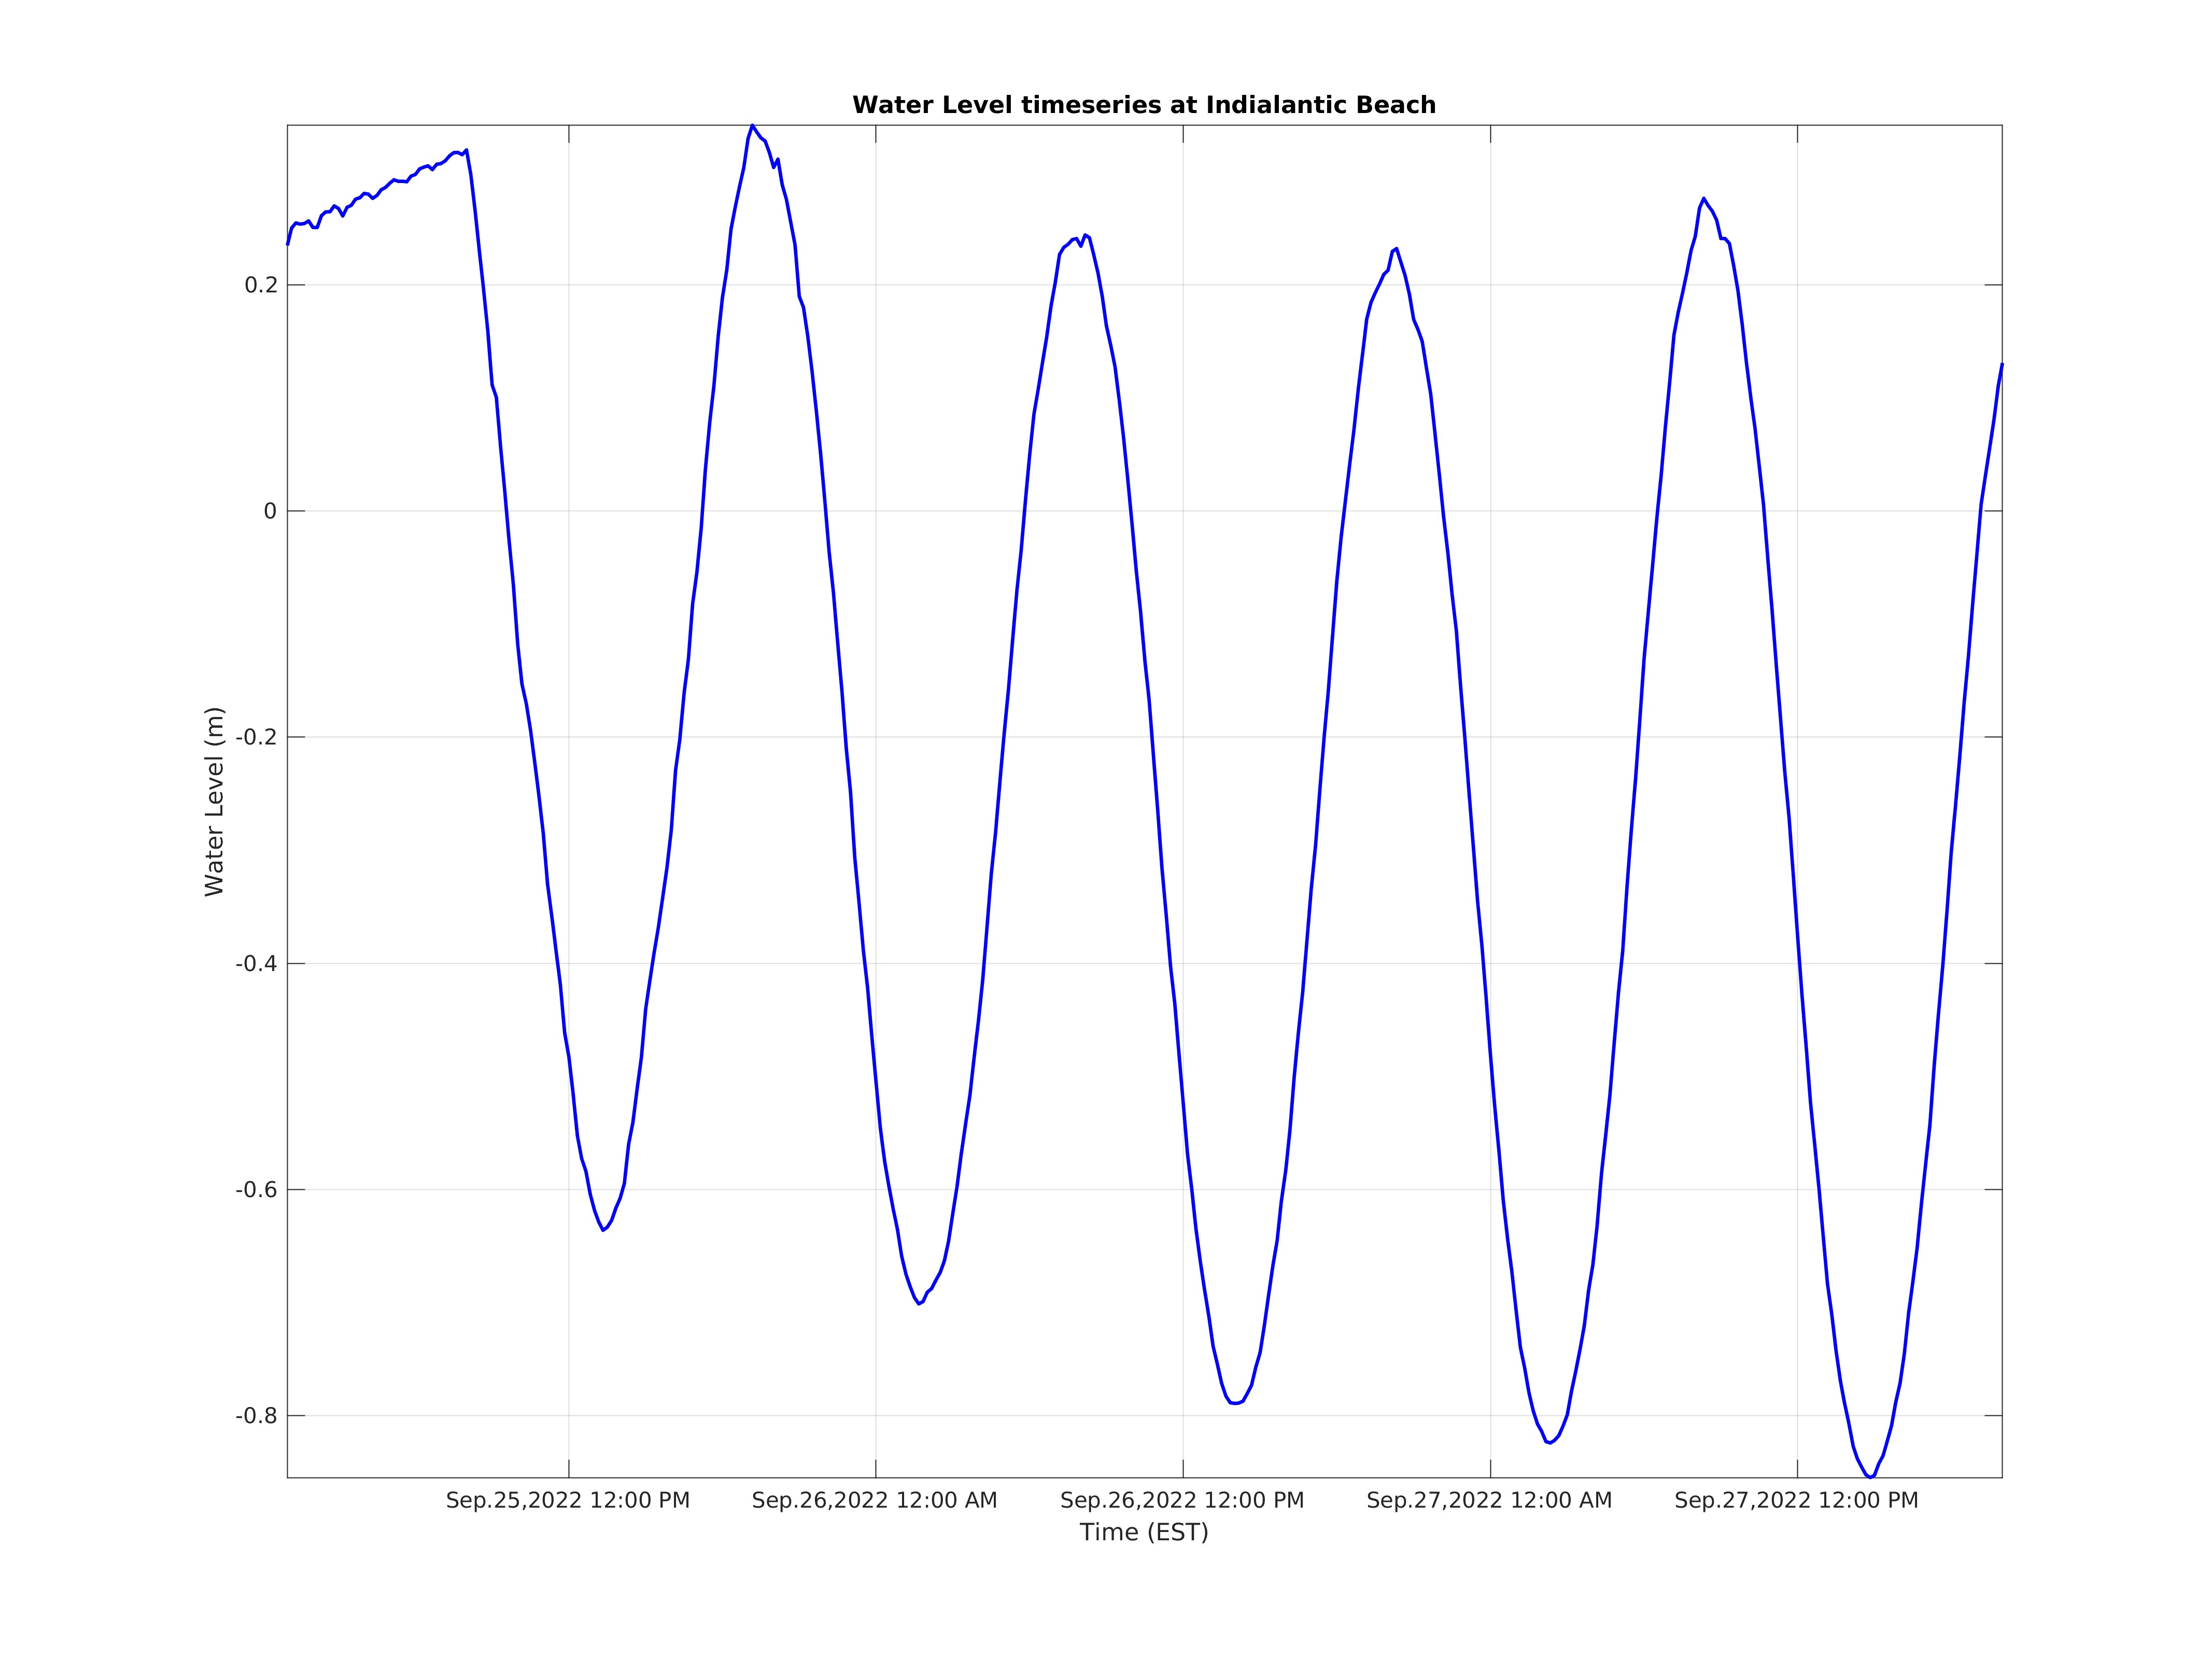 Water Level timeseries at Indialantic Beach
0.2
0
-0.2
-0.4
-0.6
-0.8
Water Level (m)
Sep.25,2022 12:00 PM
Sep.26,2022 12:00 AM
Sep.26,2022 12:00 PM
Sep.27,2022 12:00 AM
Sep.27,2022 12:00 PM
Time (EST)